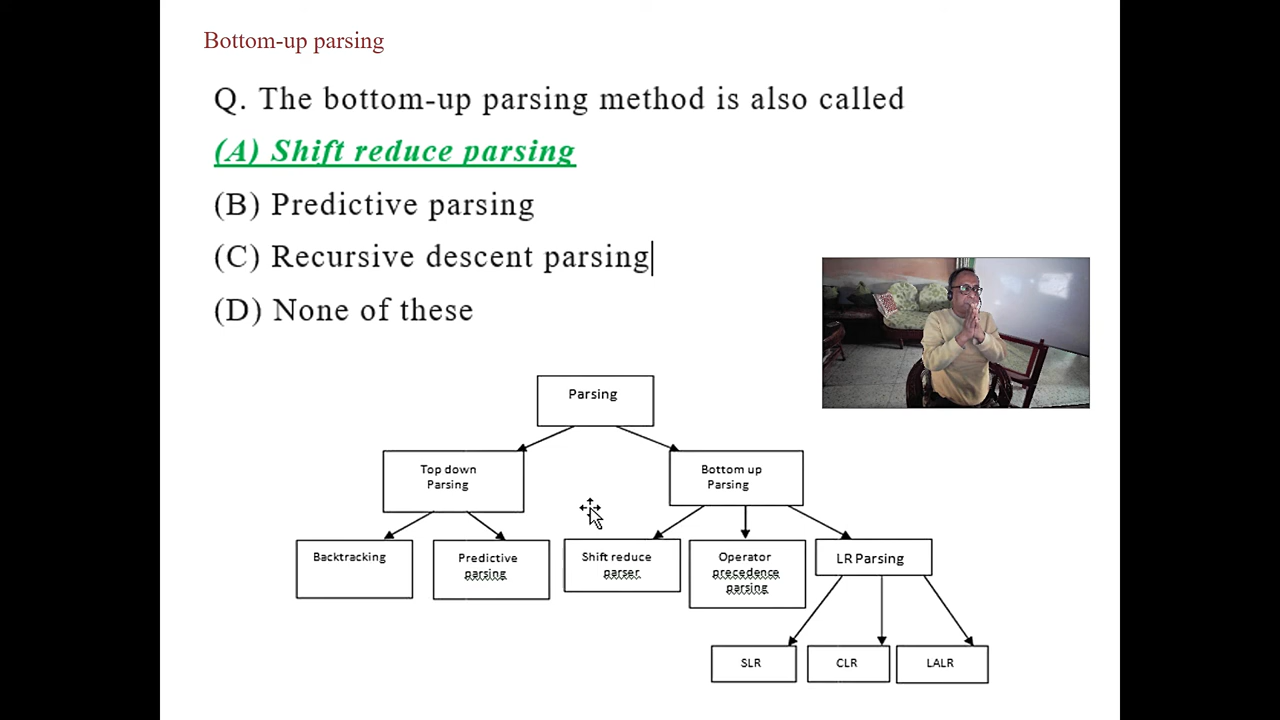 Bottom-up parsing
Q. The bottom-up parsing method is also called
(A) Shift reduce parsing
(B) Predictive parsing
(C) Recursive descent parsing
(D) None of these
Parsing
Top down
Parsing
Bottom up
Parsing
Backtracking
Predictive
parsing
Shift reduce
parser
Operator
precedence
parsing
LR Parsing
SLR
CLR
LALR